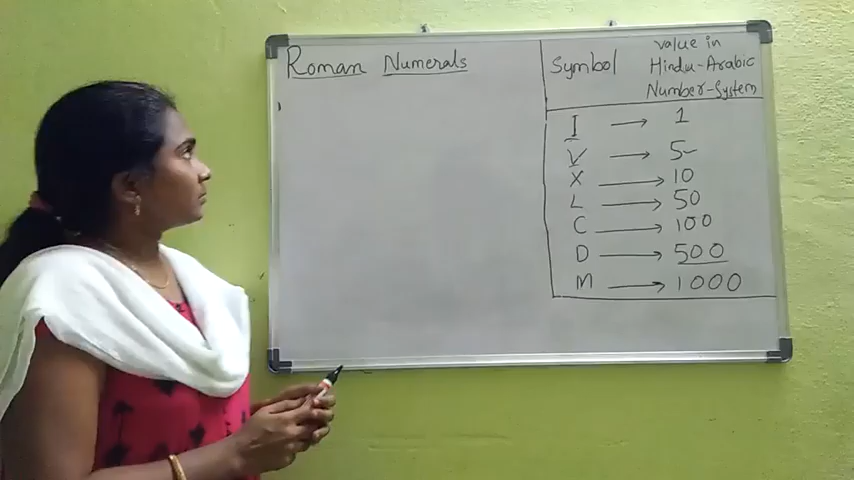 Roman Numerals
Symbol
value in
Hindu-Arabic
Number-System
I → 1
V → 5
X → 10
L → 50
C → 100
D → 500
M → 1000